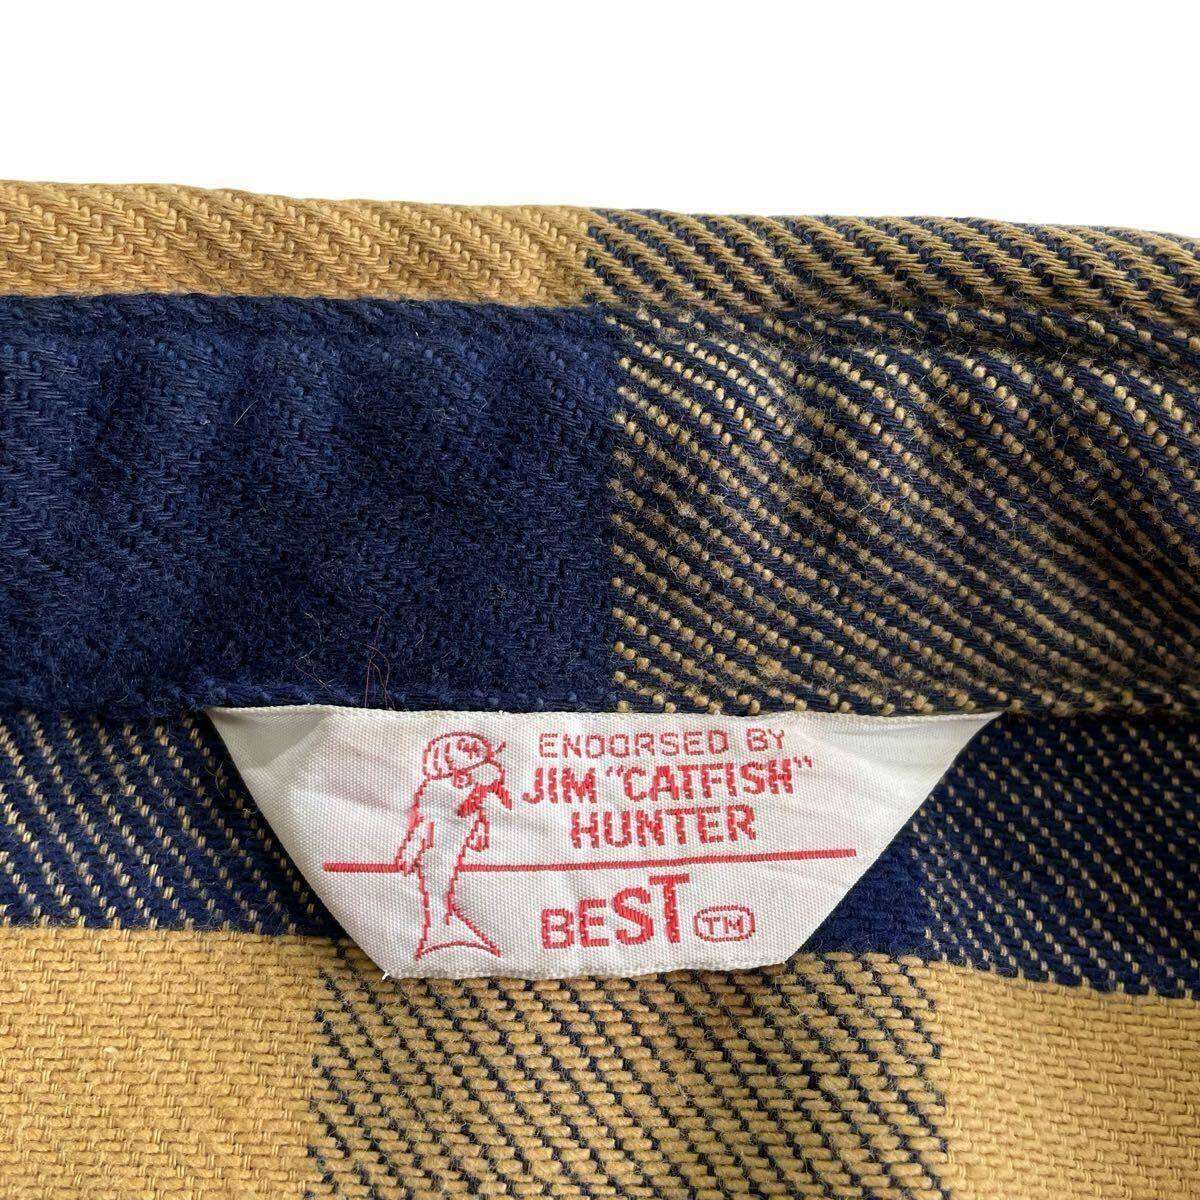 ENDORSED BY
JIM "CATFISH"
HUNTER
BEST TM